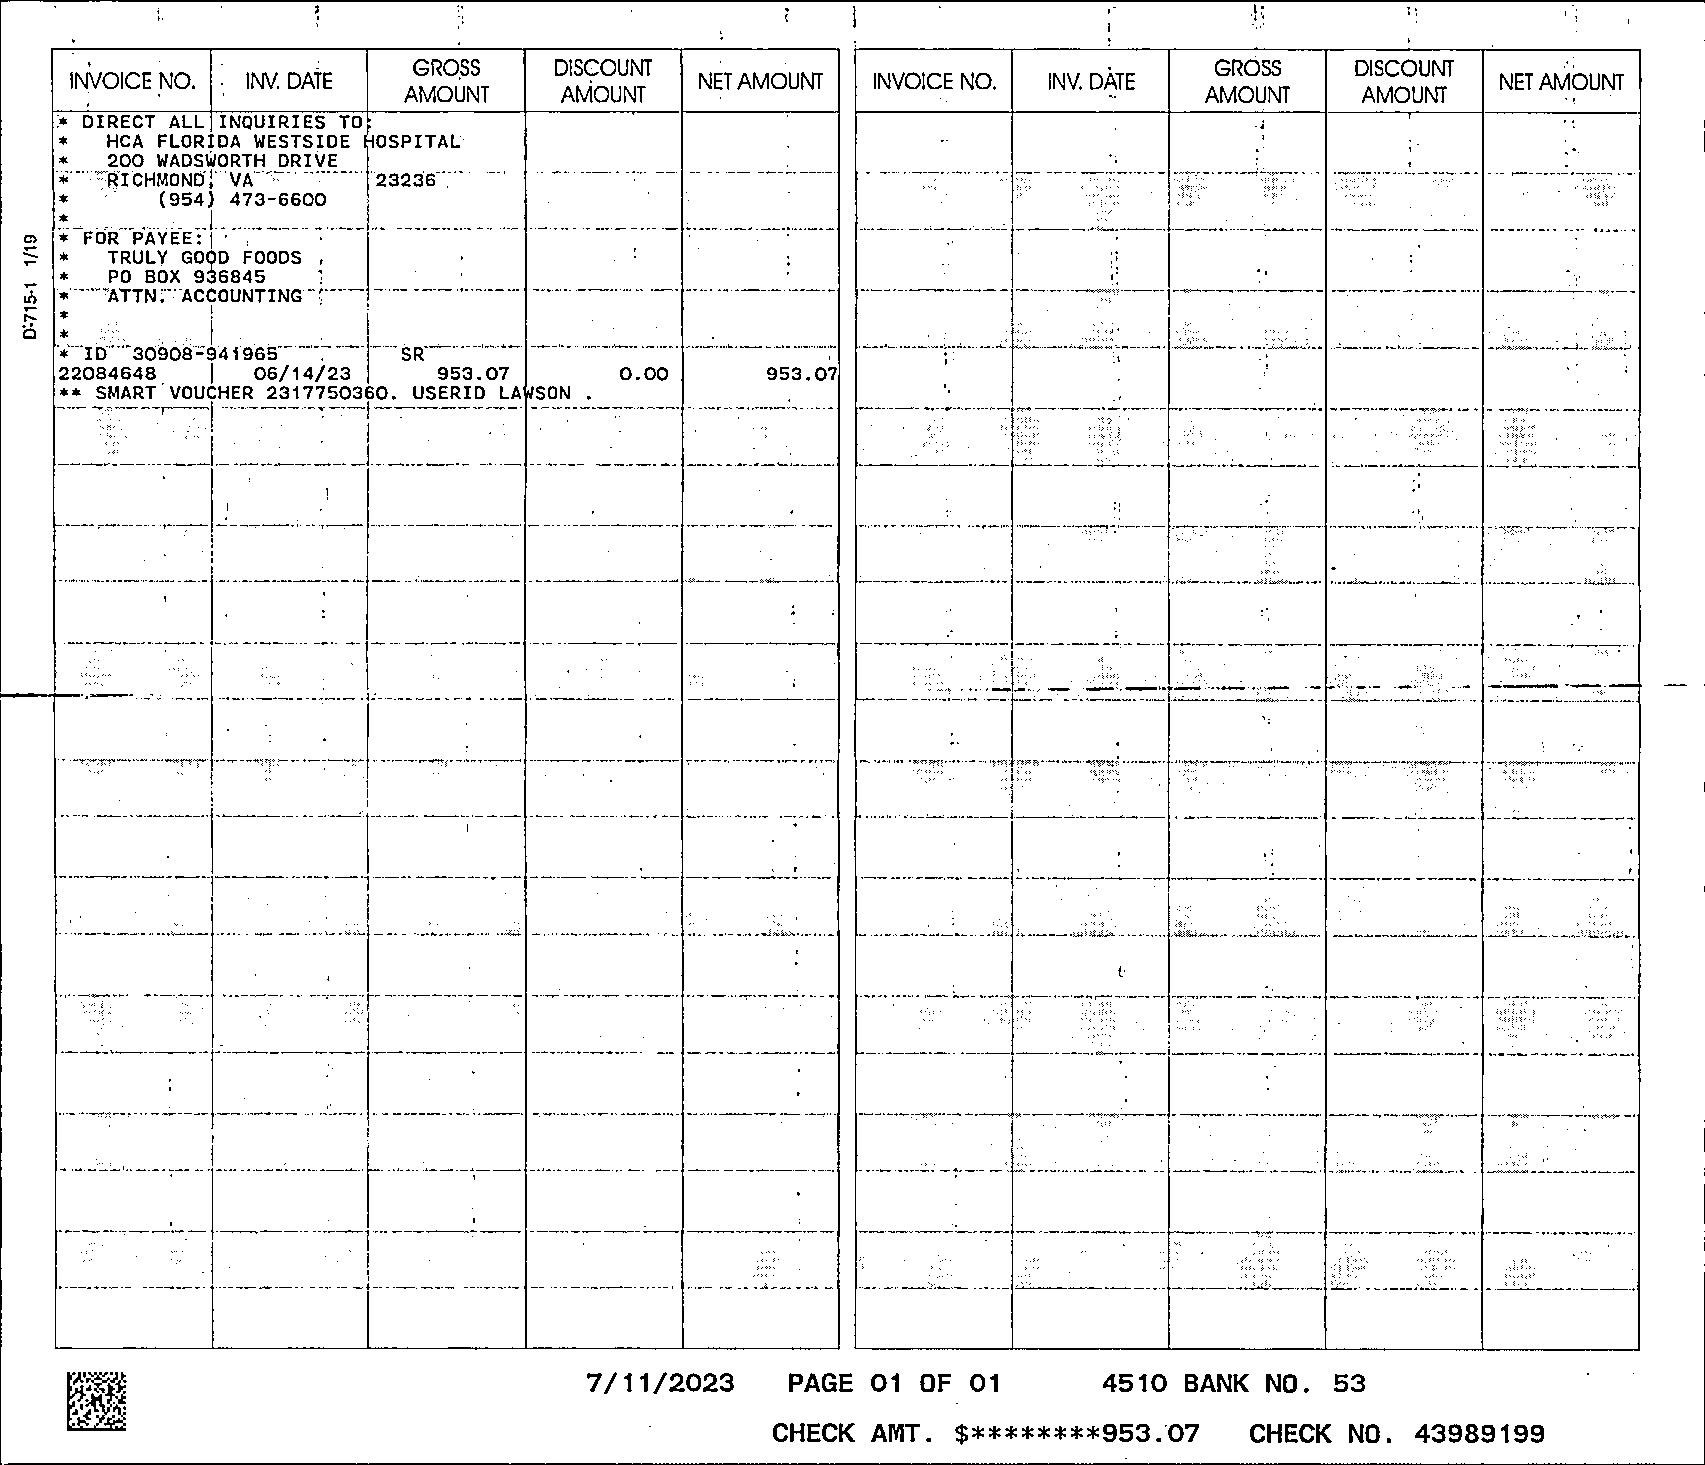 INVOICE NO. INV. DATE GROSS AMOUNT DISCOUNT AMOUNT NET AMOUNT INVOICE NO. INV. DATE GROSS AMOUNT DISCOUNT AMOUNT NET AMOUNT
* DIRECT ALL INQUIRIES TO:
* HCA FLORIDA WESTSIDE HOSPITAL
* 200 WADSWORTH DRIVE
* RICHMOND, VA 23236
* (954) 473-6600
*
* FOR PAYEE:
* TRULY GOOD FOODS
* PO BOX 936845
* ATTN: ACCOUNTING
*
*
* ID 30908-941965 SR
22084648 06/14/23 953.07 0.00 953.07
** SMART VOUCHER 2317750360. USERID LAWSON .
D:715-1 1/19
7/11/2023 PAGE 01 OF 01 4510 BANK NO. 53
CHECK AMT. $********953.07 CHECK NO. 43989199